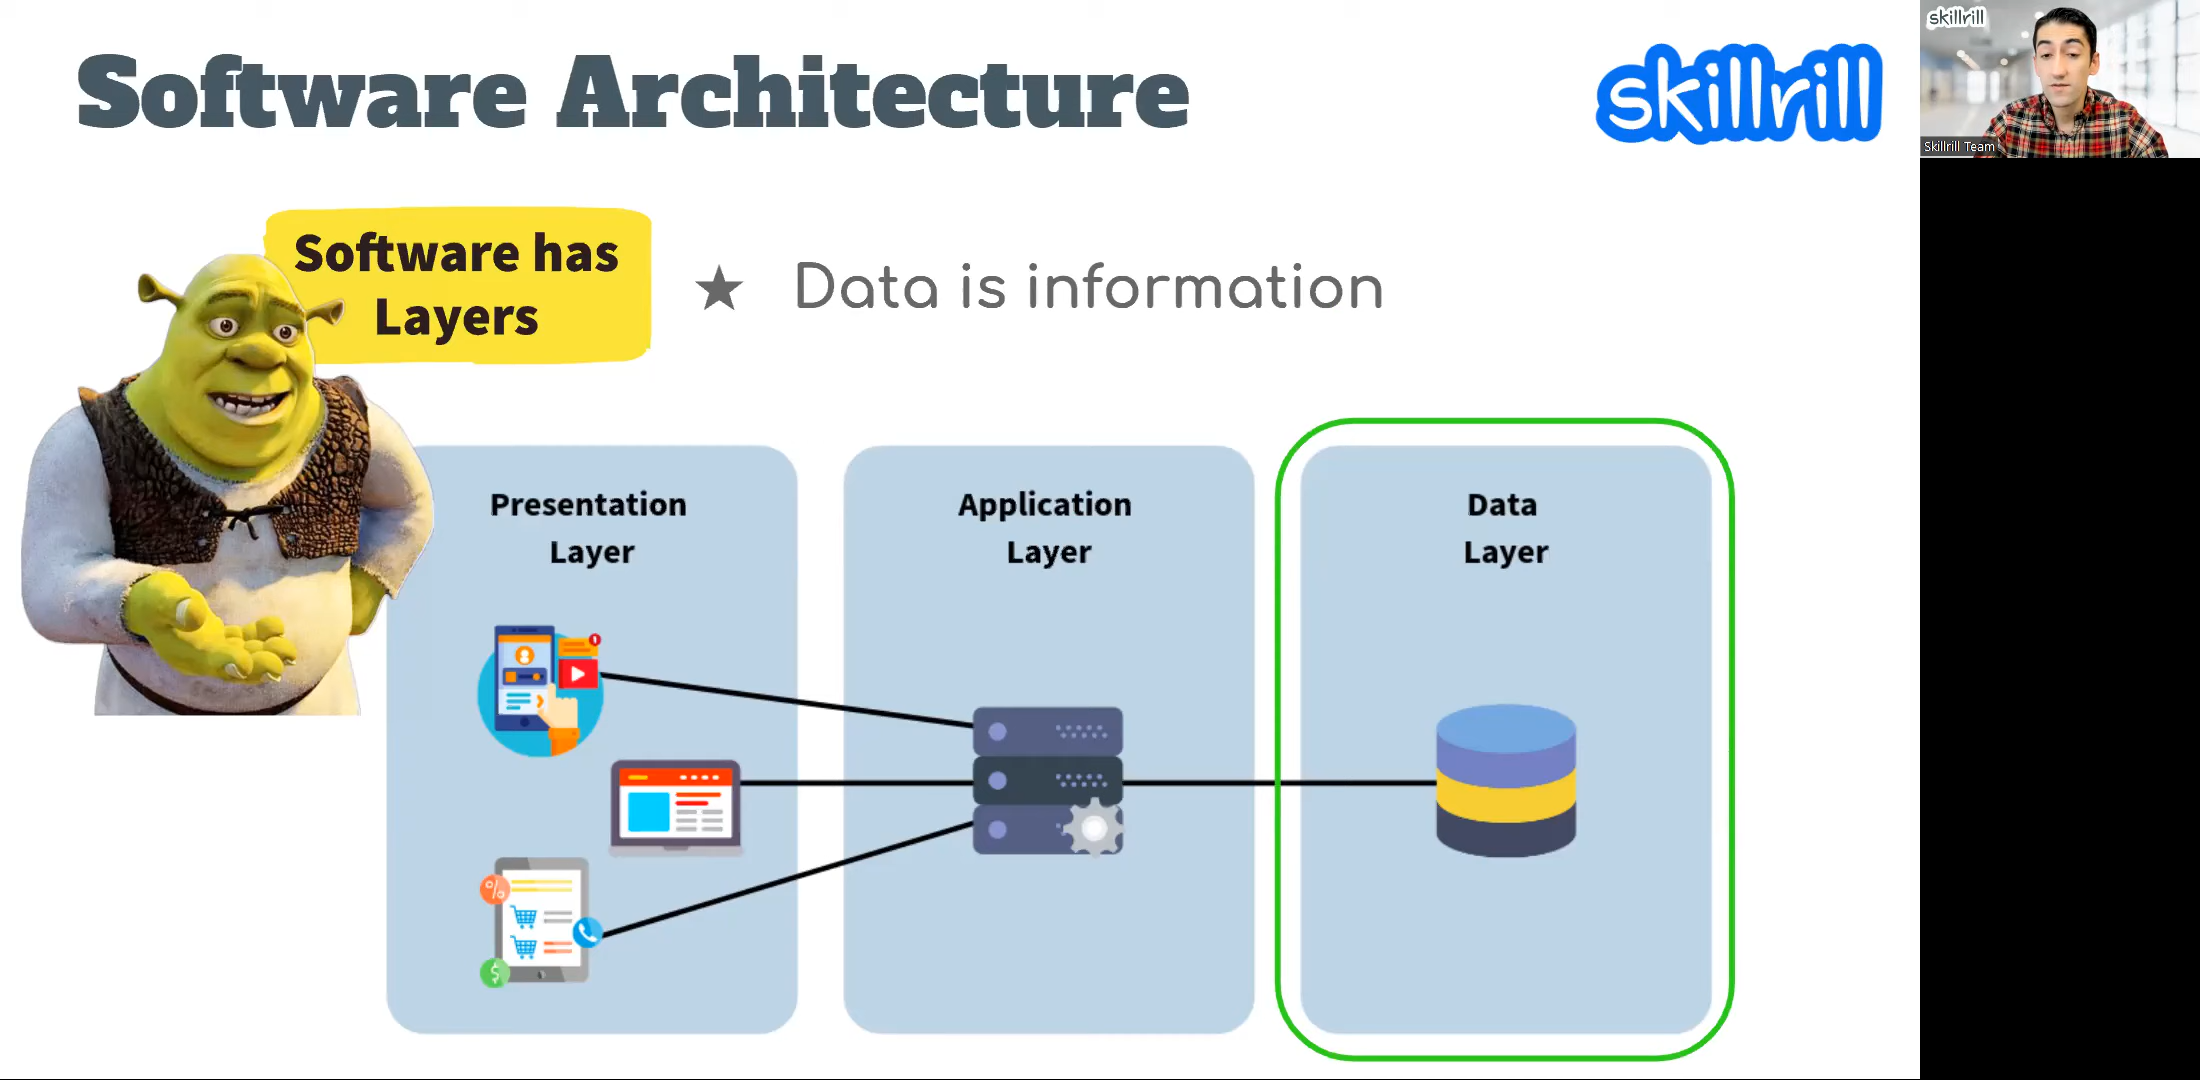 Software Architecture
skillrill
skillrill
Skillrill Team
Software has
Layers
★ Data is information
Presentation
Layer
Application
Layer
Data
Layer
%
$